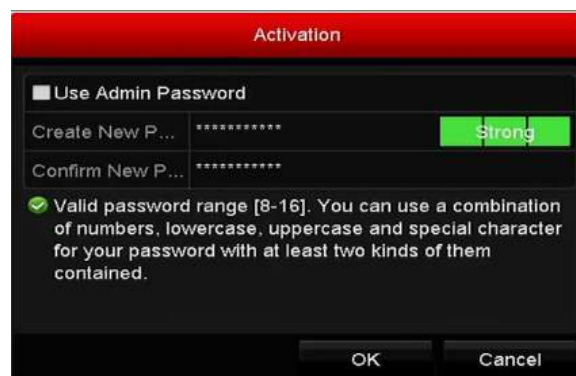 Activation
Use Admin Password
Create New P... *********** Strong
Confirm New P... ***********
Valid password range [8-16]. You can use a combination
of numbers, lowercase, uppercase and special character
for your password with at least two kinds of them
contained.
OK Cancel